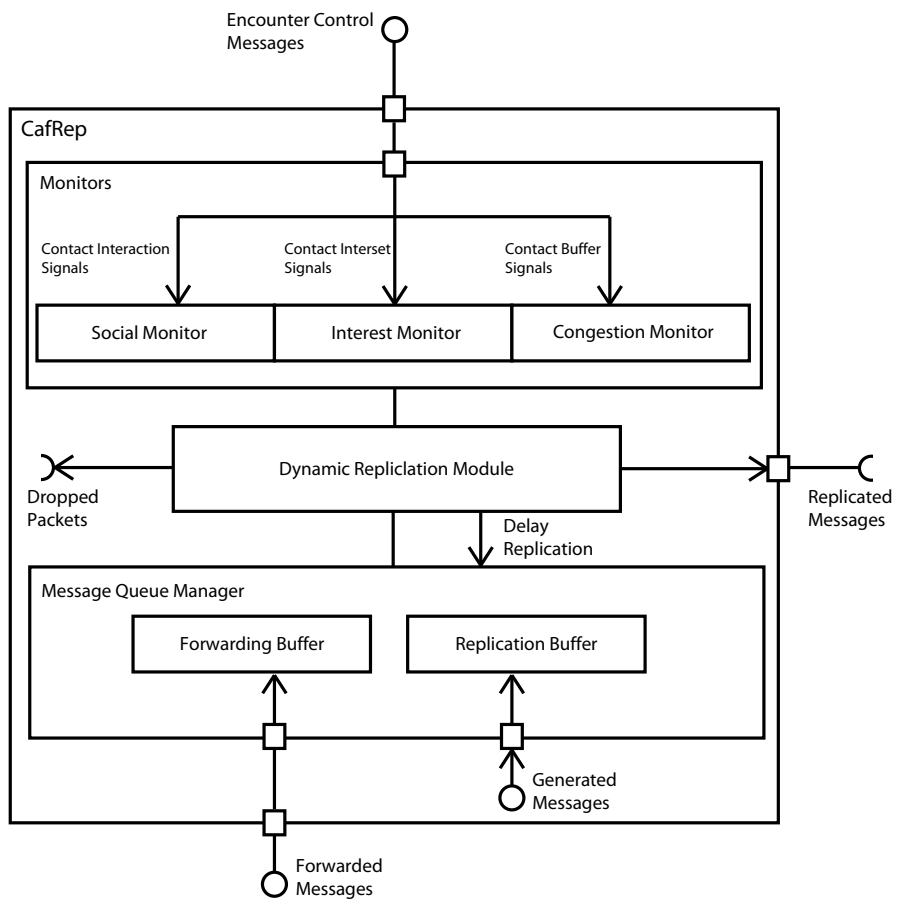 Encounter Control
Messages
CafRep
Monitors
Contact Interaction
Signals
Contact Interset
Signals
Contact Buffer
Signals
Social Monitor
Interest Monitor
Congestion Monitor
Dynamic Repliclation Module
Dropped
Packets
Replicated
Messages
Delay
Replication
Message Queue Manager
Forwarding Buffer
Replication Buffer
Generated
Messages
Forwarded
Messages